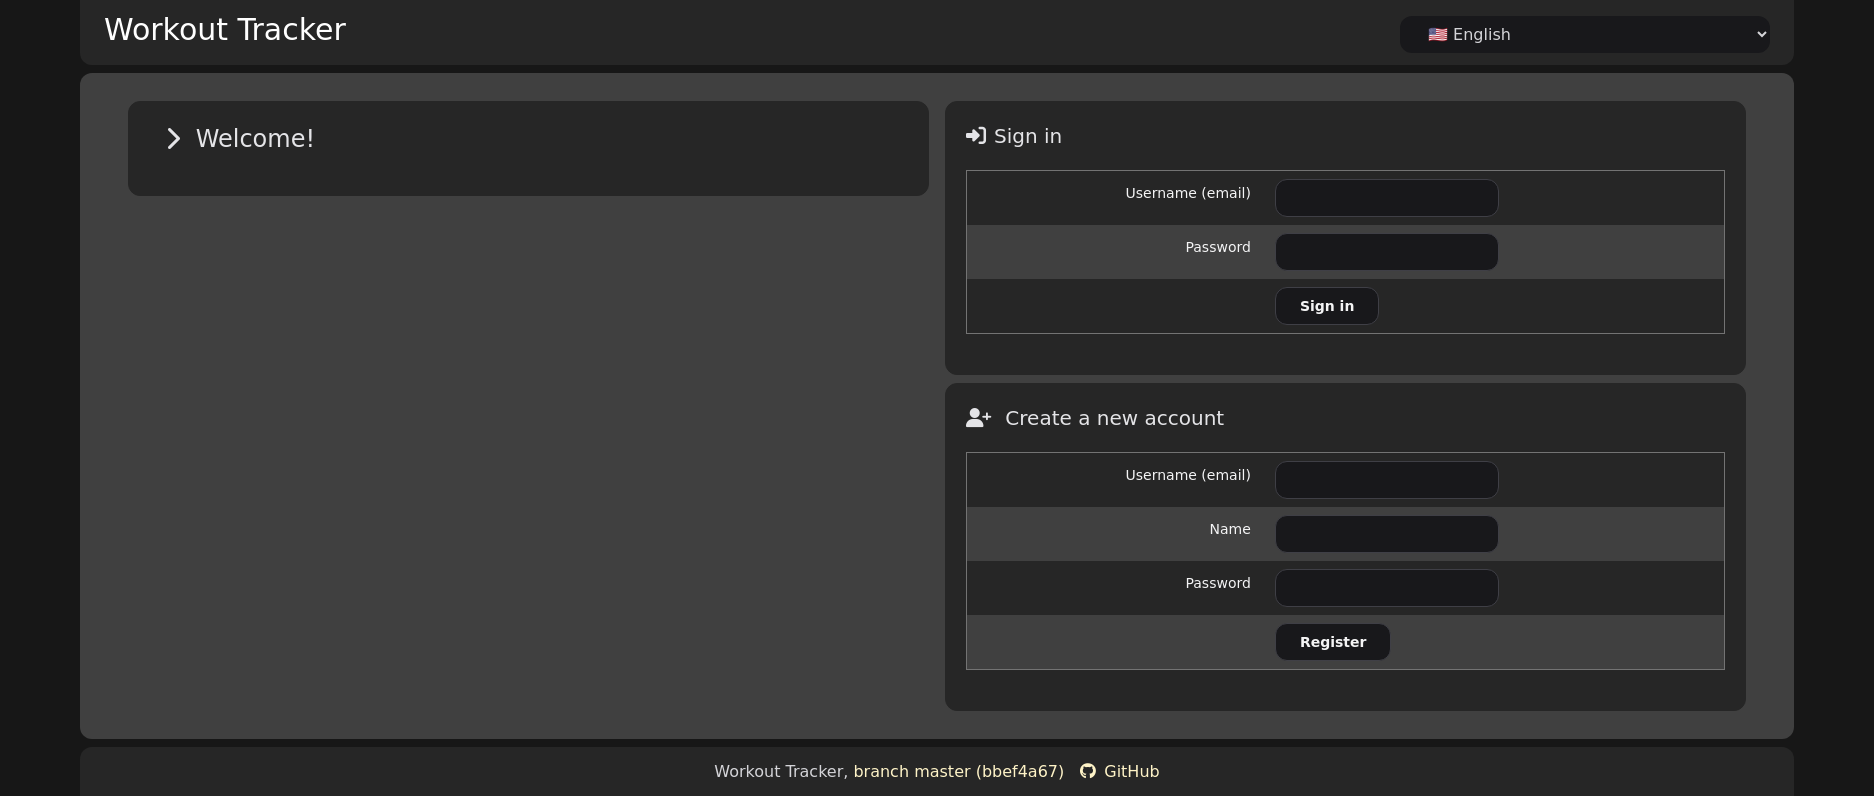 Workout Tracker
🇺🇸 English
Welcome!
Sign in
Username (email)
Password
Sign in
Create a new account
Username (email)
Name
Password
Register
Workout Tracker, branch master (bbef4a67) GitHub